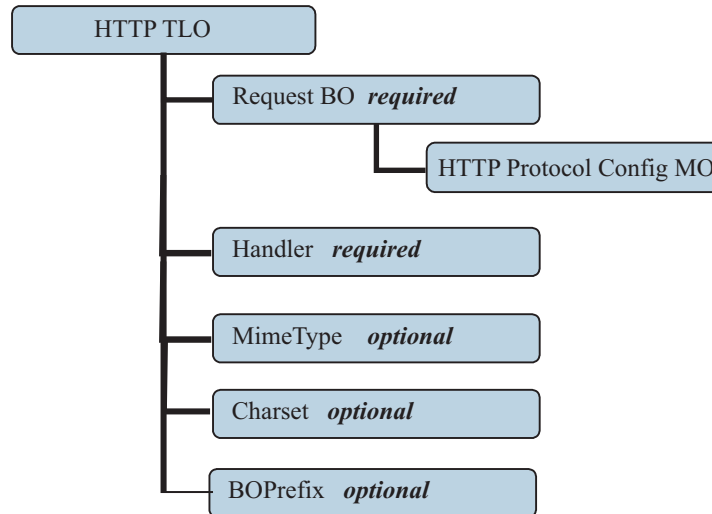 HTTP TLO
Request BO required
HTTP Protocol Config MO
Handler required
MimeType optional
Charset optional
BOPrefix optional